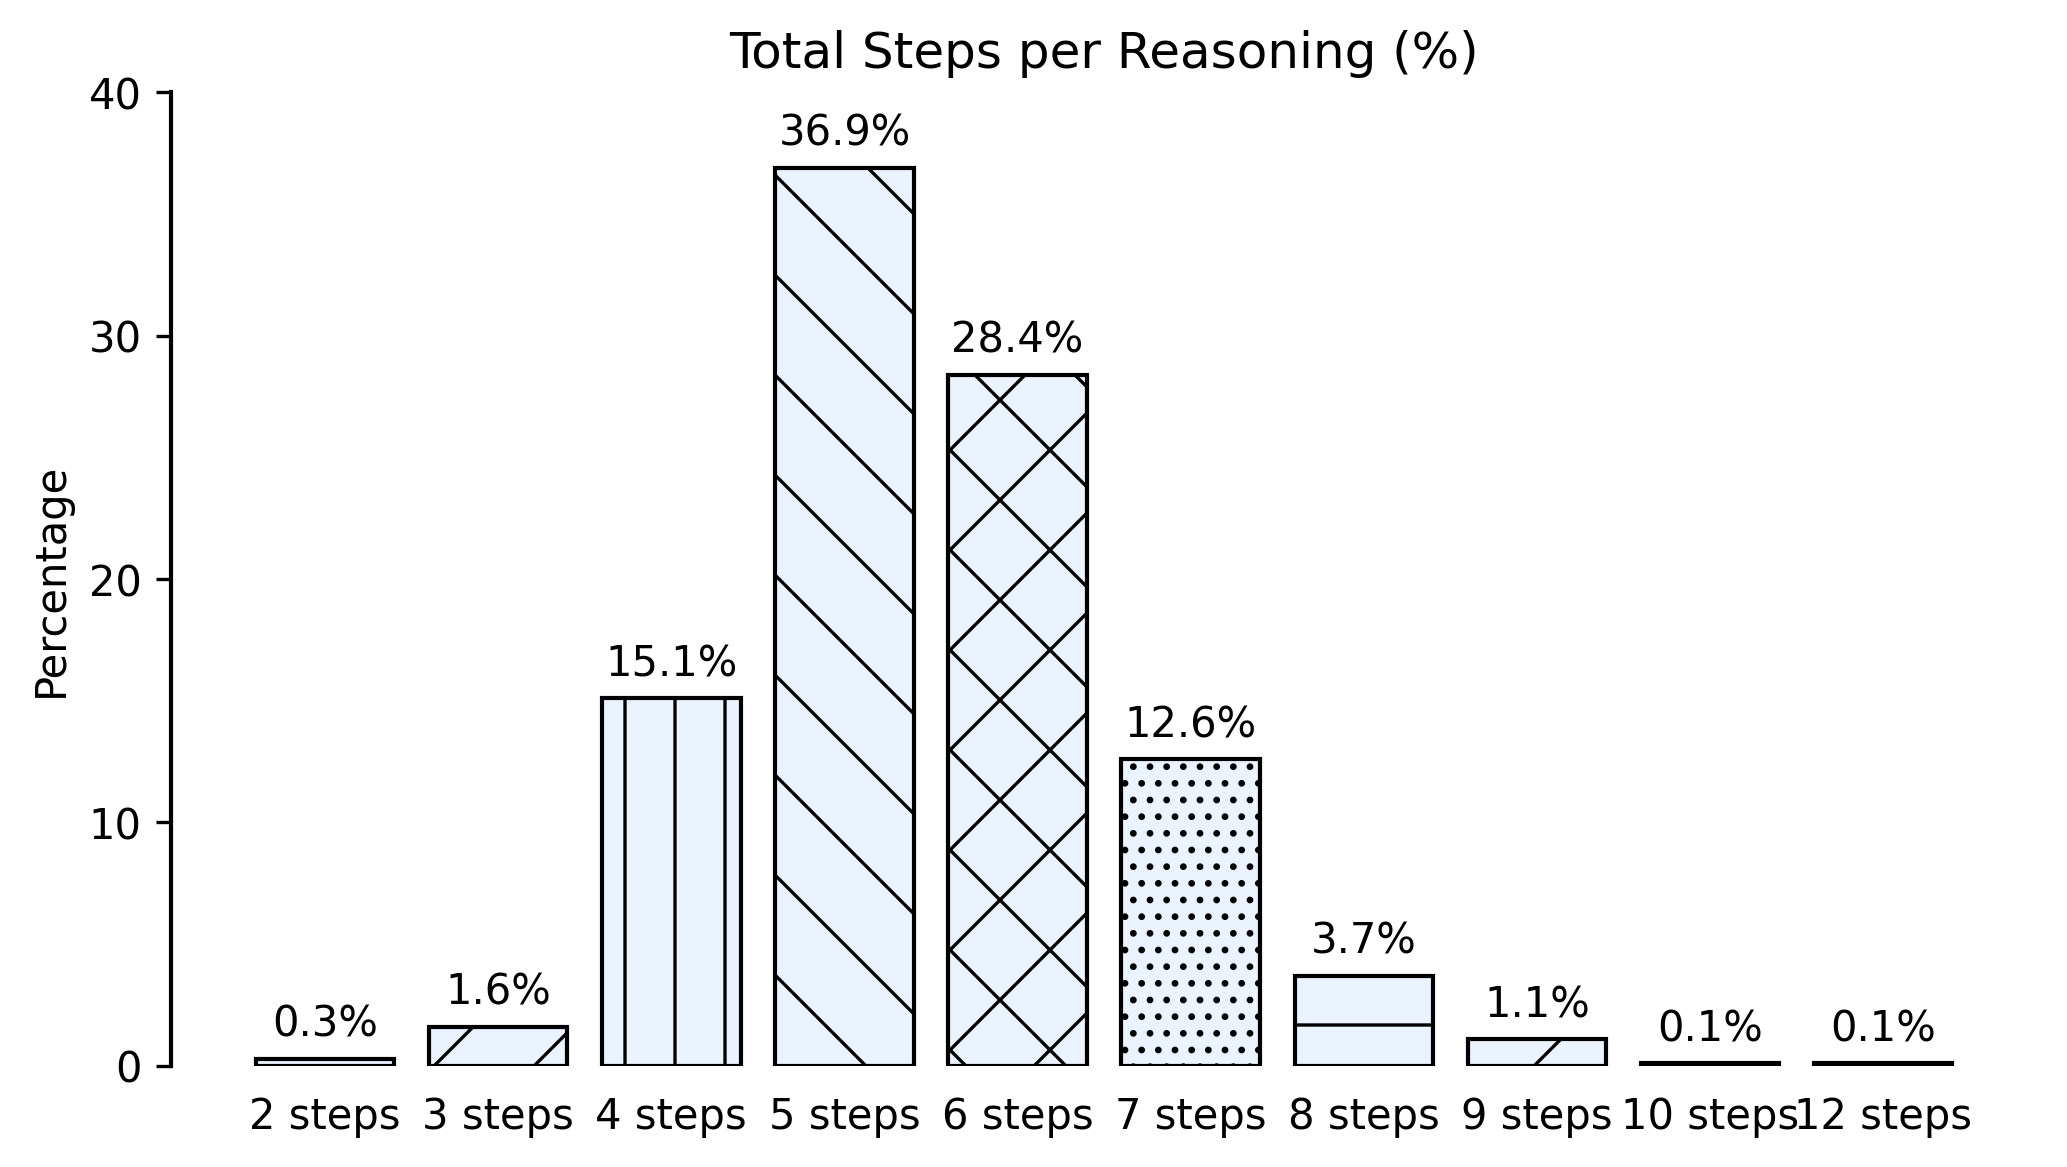 Total Steps per Reasoning (%)
Percentage
40
30
20
10
0
0.3%
1.6%
15.1%
36.9%
28.4%
12.6%
3.7%
1.1%
0.1%
0.1%
2 steps
3 steps
4 steps
5 steps
6 steps
7 steps
8 steps
9 steps
10 steps
12 steps